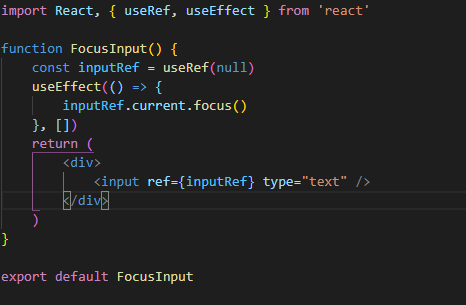 import React, { useRef, useEffect } from 'react'

function FocusInput() {
    const inputRef = useRef(null)
    useEffect(() => {
        inputRef.current.focus()
    }, [])
    return (
        <div>
            <input ref={inputRef} type="text" />
        </div>
    )
}

export default FocusInput